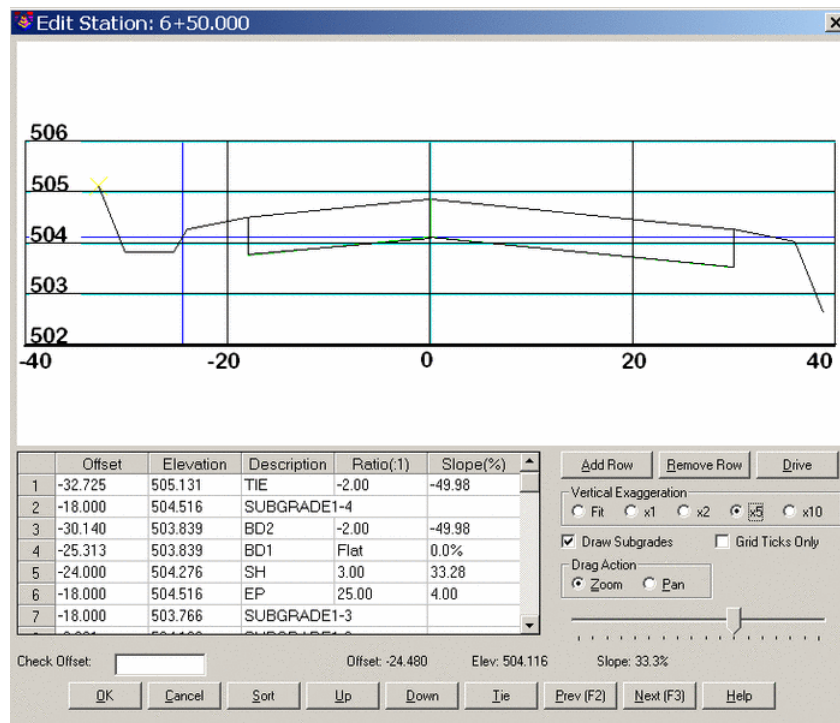 Edit Station: 6+50.000
506
505
504
503
502
-40 -20 0 20 40
Offset Elevation Description Ratio(:1) Slope(%)
1 -32.725 505.131 TIE -2.00 -49.98
2 -18.000 504.516 SUBGRADE1-4
3 -30.140 503.839 BD2 -2.00 -49.98
4 -25.313 503.839 BD1 Flat 0.0%
5 -24.000 504.276 SH 3.00 33.28
6 -18.000 504.516 EP 25.00 4.00
7 -18.000 503.766 SUBGRADE1-3
Add Row Remove Row Drive
Vertical Exaggeration
Fit x1 x2 x5 x10
Draw Subgrades Grid Ticks Only
Drag Action
Zoom Pan
Check Offset: Offset: -24.480 Elev: 504.116 Slope: 33.3%
OK Cancel Sort Up Down Tie Prev (F2) Next (F3) Help